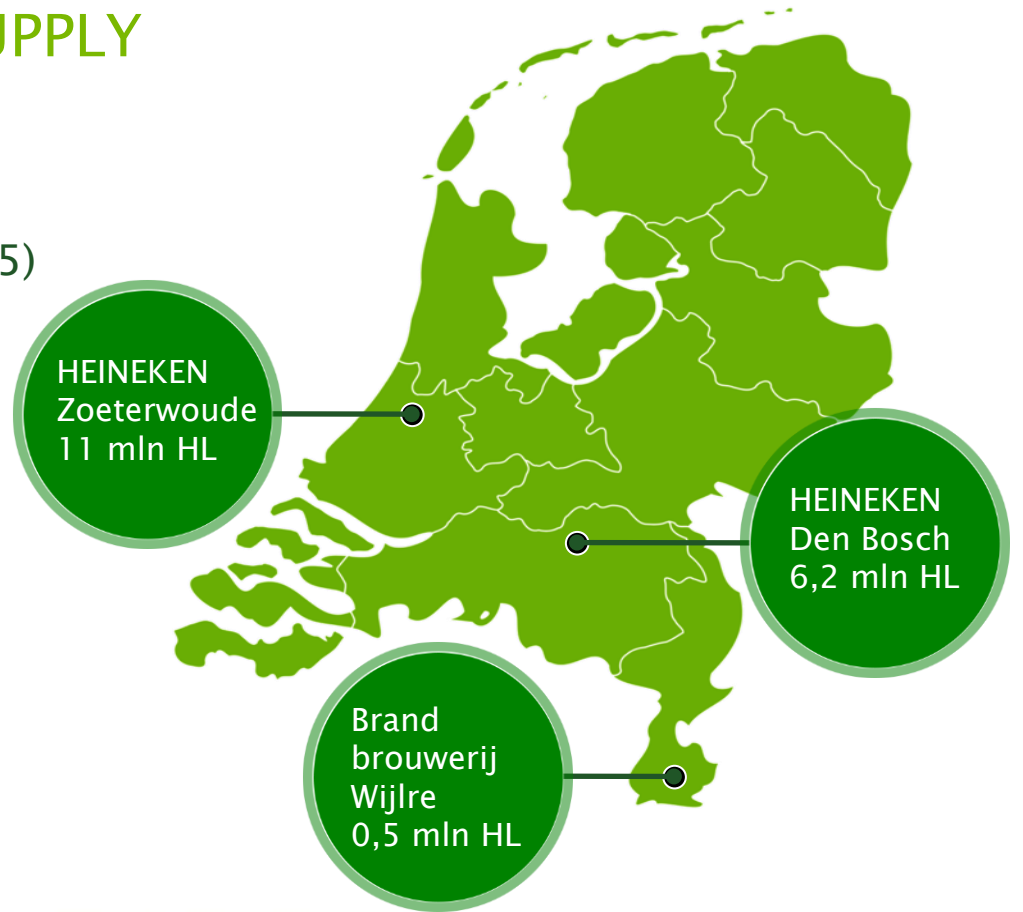 UPPLY
5)
HEINEKEN
Zoeterwoude
11 mln HL
HEINEKEN
Den Bosch
6,2 mln HL
Brand
brouwerij
Wijlre
0,5 mln HL